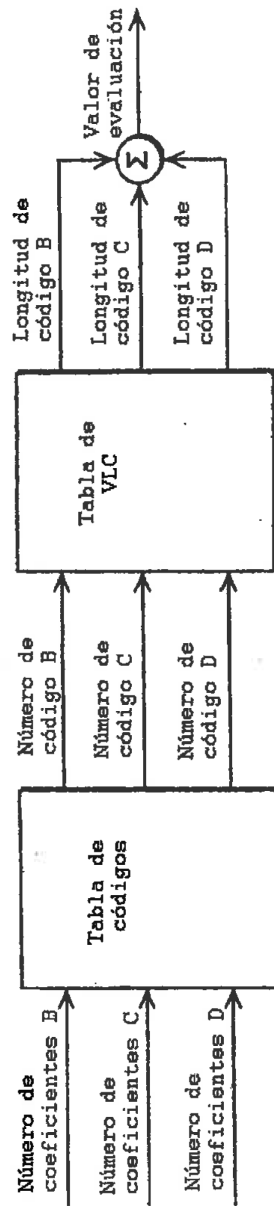 Número de
coeficientes B
Número de
coeficientes C
Número de
coeficientes D
Tabla de
códigos
Número de
código B
Número de
código C
Número de
código D
Tabla de
VLC
Longitud de
código B
Longitud de
código C
Longitud de
código D
Σ
Valor de
evaluación